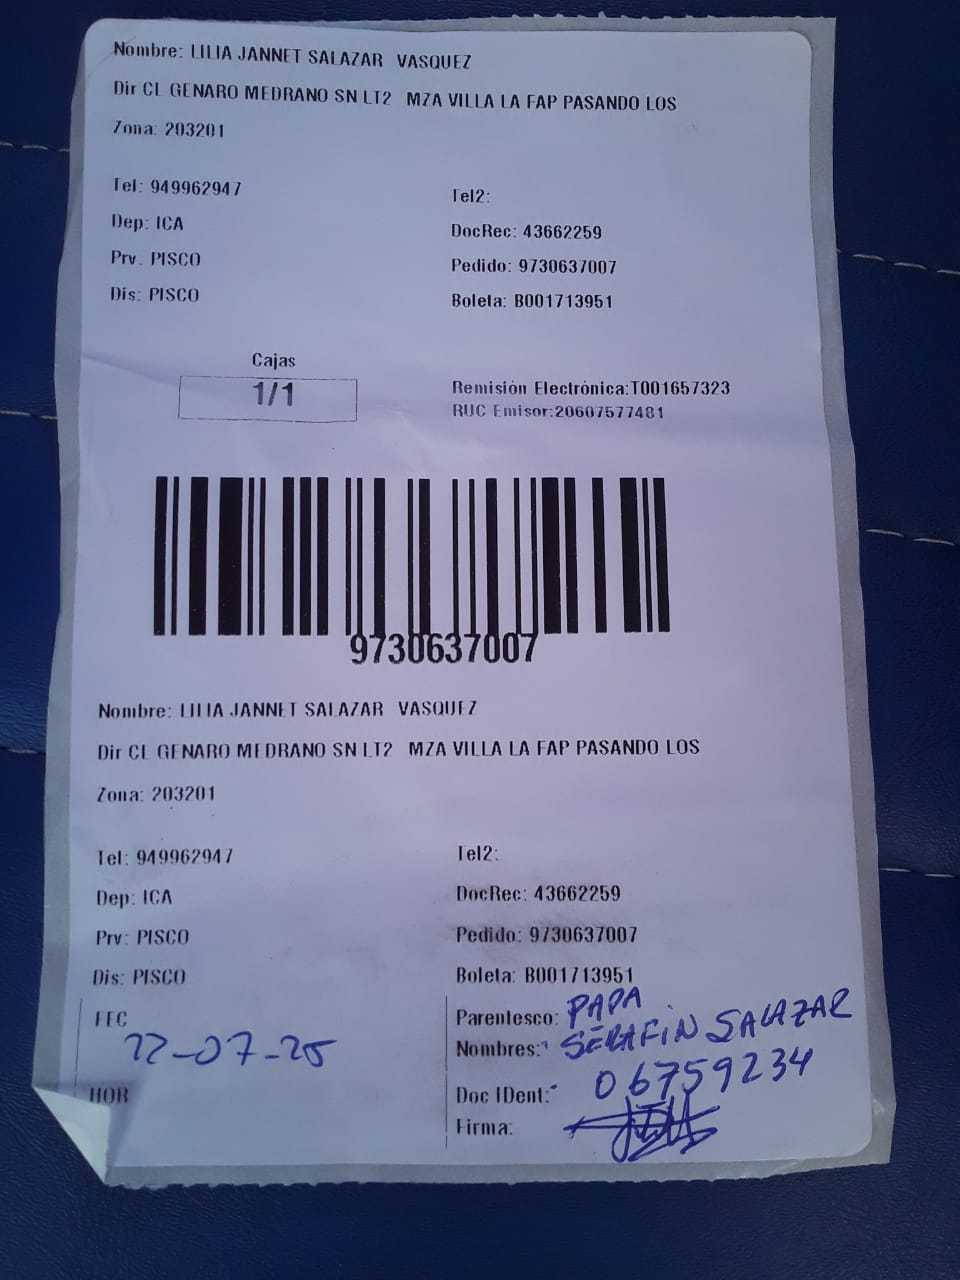 Nombre: LILIA JANNET SALAZAR VASQUEZ
Dir CL GENARO MEDRANO SN LT2 MZA VILLA LA FAP PASANDO LOS
Zona: 203201
Tel: 949962947 Tel2:
Dep: ICA DocRec: 43662259
Prv. PISCO Pedido: 9730637007
Dis: PISCO Boleta: B001713951
Cajas
1/1
Remisión Electrónica:T001657323
RUC Emisor:20607577481
9730637007
Nombre: LILIA JANNET SALAZAR VASQUEZ
Dir CL GENARO MEDRANO SN LT2 MZA VILLA LA FAP PASANDO LOS
Zona: 203201
Tel: 949962947 Tel2:
Dep: ICA DocRec: 43662259
Prv: PISCO Pedido: 9730637007
Dis: PISCO Boleta: B001713951
FEC Parentesco: PAPA
22-07-25 Nombres: SERAFIN SALAZAR
HOR Doc IDent: 06759234
Firma: